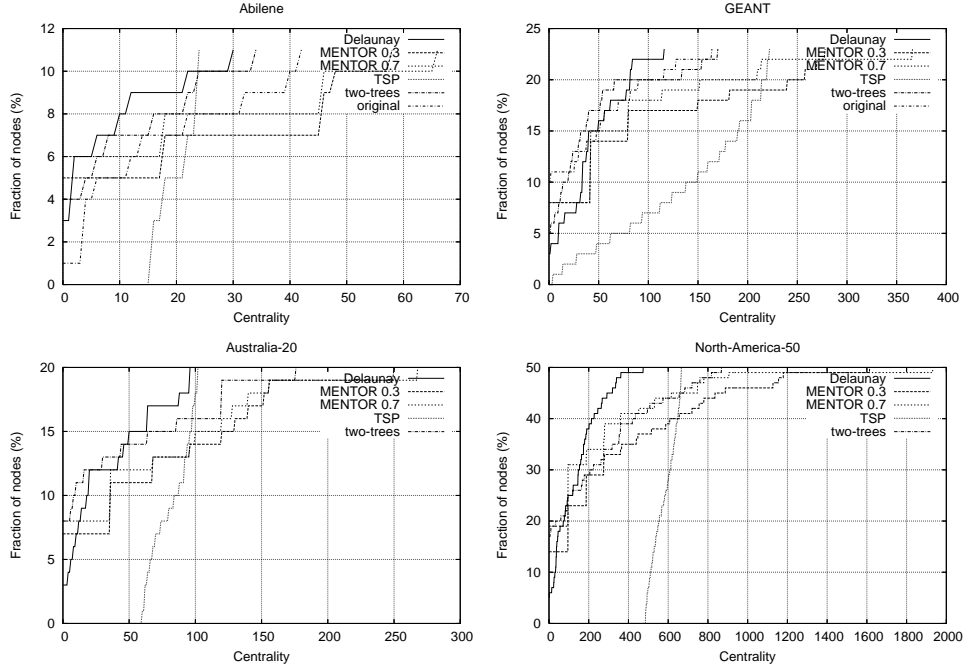 Abilene
Fraction of nodes (%)
12
10
8
6
4
2
0
0 10 20 30 40 50 60 70
Centrality
Delaunay
MENTOR 0.3
MENTOR 0.7
TSP
two-trees
original
GEANT
Fraction of nodes (%)
25
20
15
10
5
0
0 50 100 150 200 250 300 350 400
Centrality
Delaunay
MENTOR 0.3
MENTOR 0.7
TSP
two-trees
original
Australia-20
Fraction of nodes (%)
20
15
10
5
0
0 50 100 150 200 250 300
Centrality
Delaunay
MENTOR 0.3
MENTOR 0.7
TSP
two-trees
North-America-50
Fraction of nodes (%)
50
40
30
20
10
0
0 200 400 600 800 1000 1200 1400 1600 1800 2000
Centrality
Delaunay
MENTOR 0.3
MENTOR 0.7
TSP
two-trees